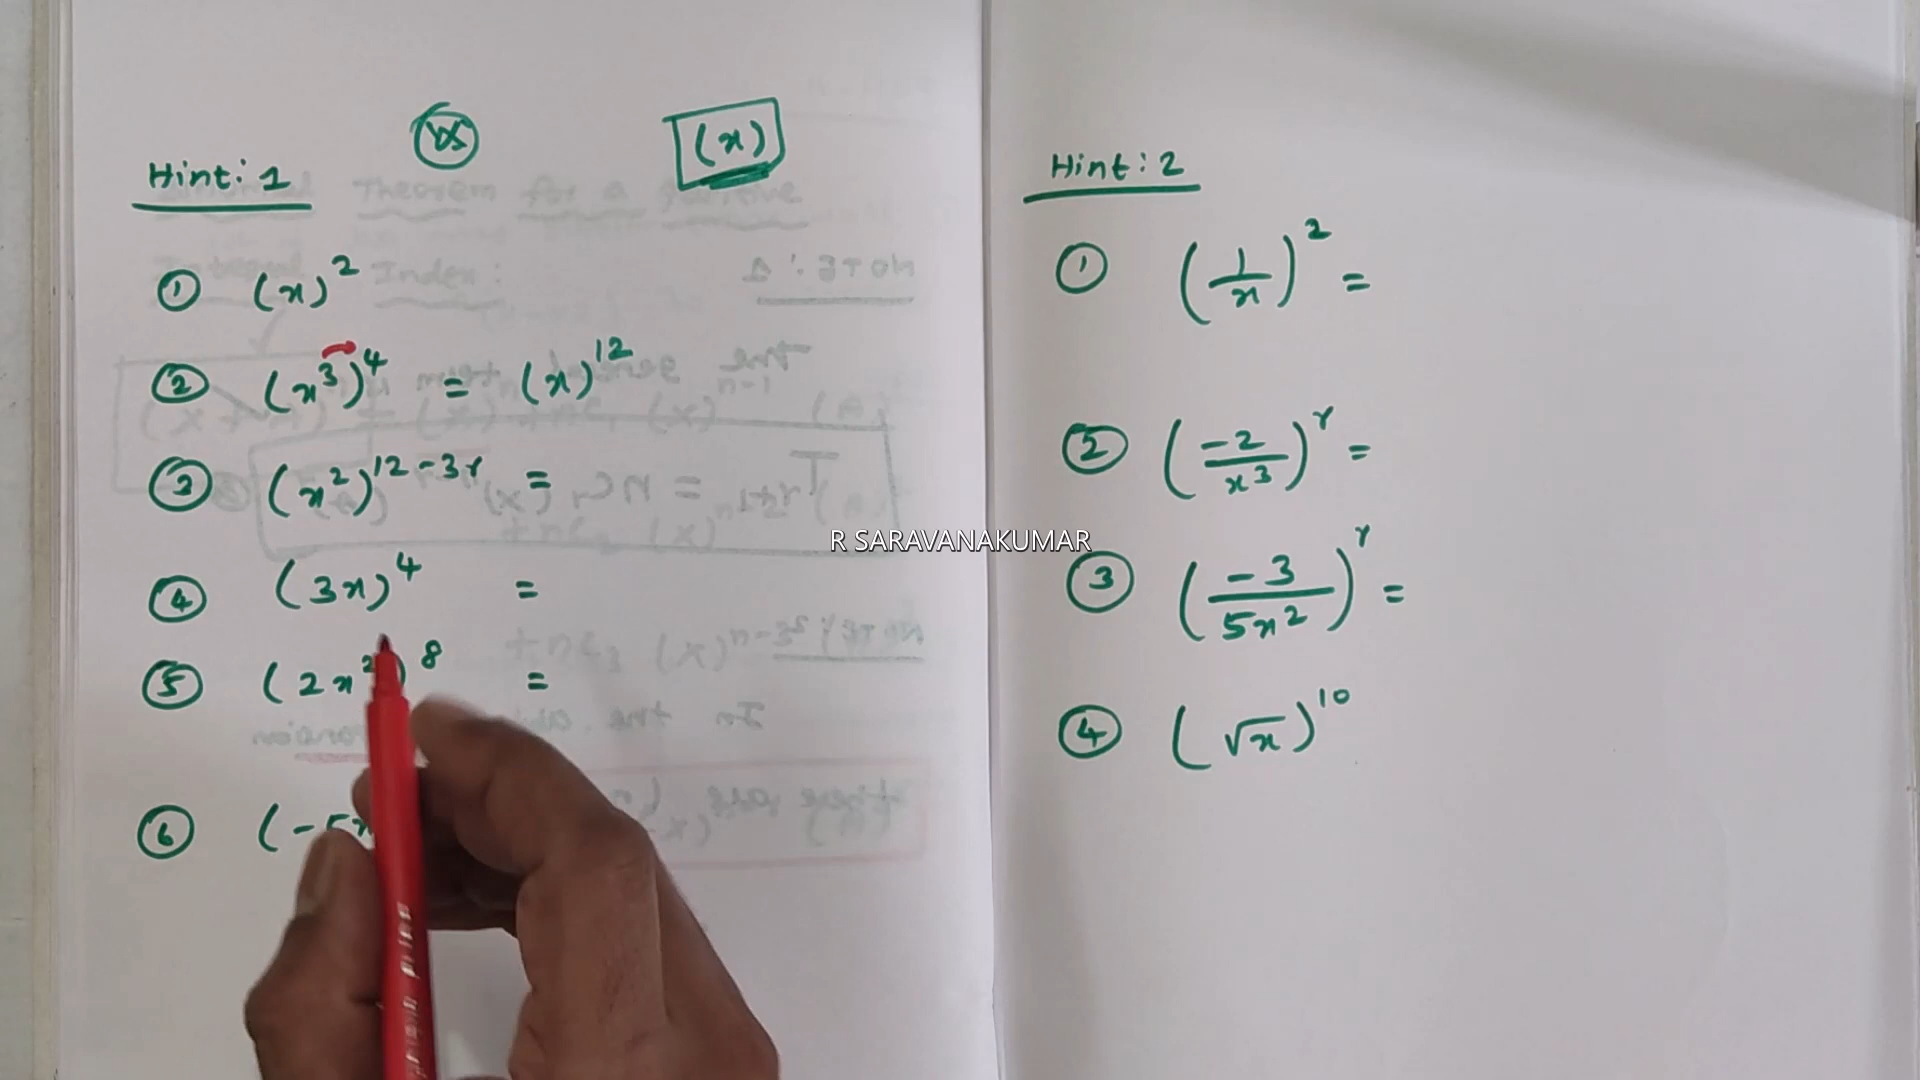 Hint: 1
(x)
① (x)²
② (x³)⁴ = (x)¹²
③ (x²)¹²⁻³ʳ =
④ (3x)⁴ =
⑤ (2x²)⁸ =
⑥ (-5x
Hint: 2
① (1/x)² =
② (-2/x³)ʳ =
③ (-3/5x²)ʳ =
④ (√x)¹⁰
R SARAVANAKUMAR